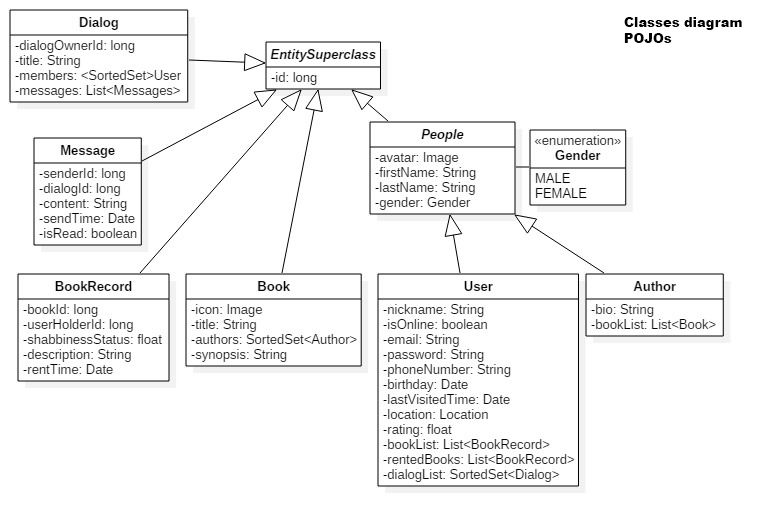 Classes diagram
POJOs
Dialog
-dialogOwnerId: long
-title: String
-members: <SortedSet>User
-messages: List<Messages>
EntitySuperclass
-id: long
Message
-senderId: long
-dialogId: long
-content: String
-sendTime: Date
-isRead: boolean
People
-avatar: Image
-firstName: String
-lastName: String
-gender: Gender
«enumeration»
Gender
MALE
FEMALE
BookRecord
-bookId: long
-userHolderId: long
-shabbinessStatus: float
-description: String
-rentTime: Date
Book
-icon: Image
-title: String
-authors: SortedSet<Author>
-synopsis: String
User
-nickname: String
-isOnline: boolean
-email: String
-password: String
-phoneNumber: String
-birthday: Date
-lastVisitedTime: Date
-location: Location
-rating: float
-bookList: List<BookRecord>
-rentedBooks: List<BookRecord>
-dialogList: SortedSet<Dialog>
Author
-bio: String
-bookList: List<Book>